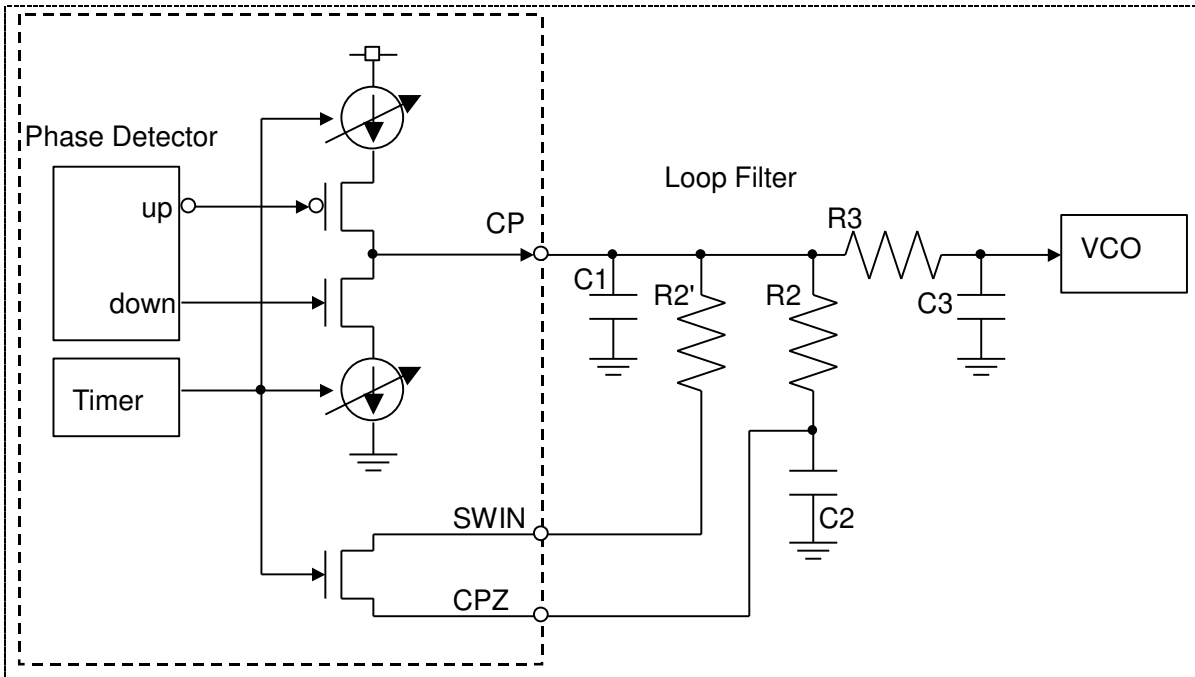 Phase Detector
up
down
Timer
CP
SWIN
CPZ
Loop Filter
C1
R2'
R2
C2
R3
C3
VCO